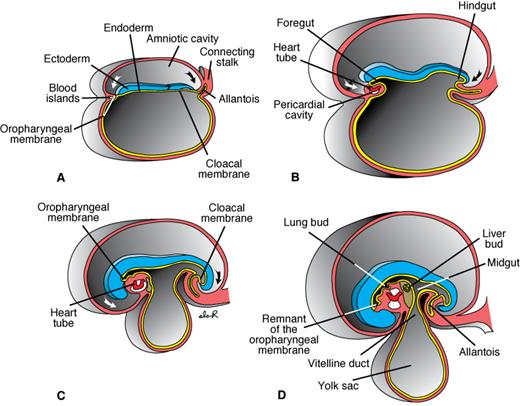 Endoderm
Amniotic cavity
Ectoderm
Connecting
stalk
Blood
islands
Allantois
Oropharyngeal
membrane
Cloacal
membrane
A
Hindgut
Foregut
Heart
tube
Pericardial
cavity
B
Oropharyngeal
membrane
Cloacal
membrane
Heart
tube
C
Lung bud
Liver
bud
Midgut
Remnant
of the
oropharyngeal
membrane
Allantois
Vitelline duct
Yolk sac
D